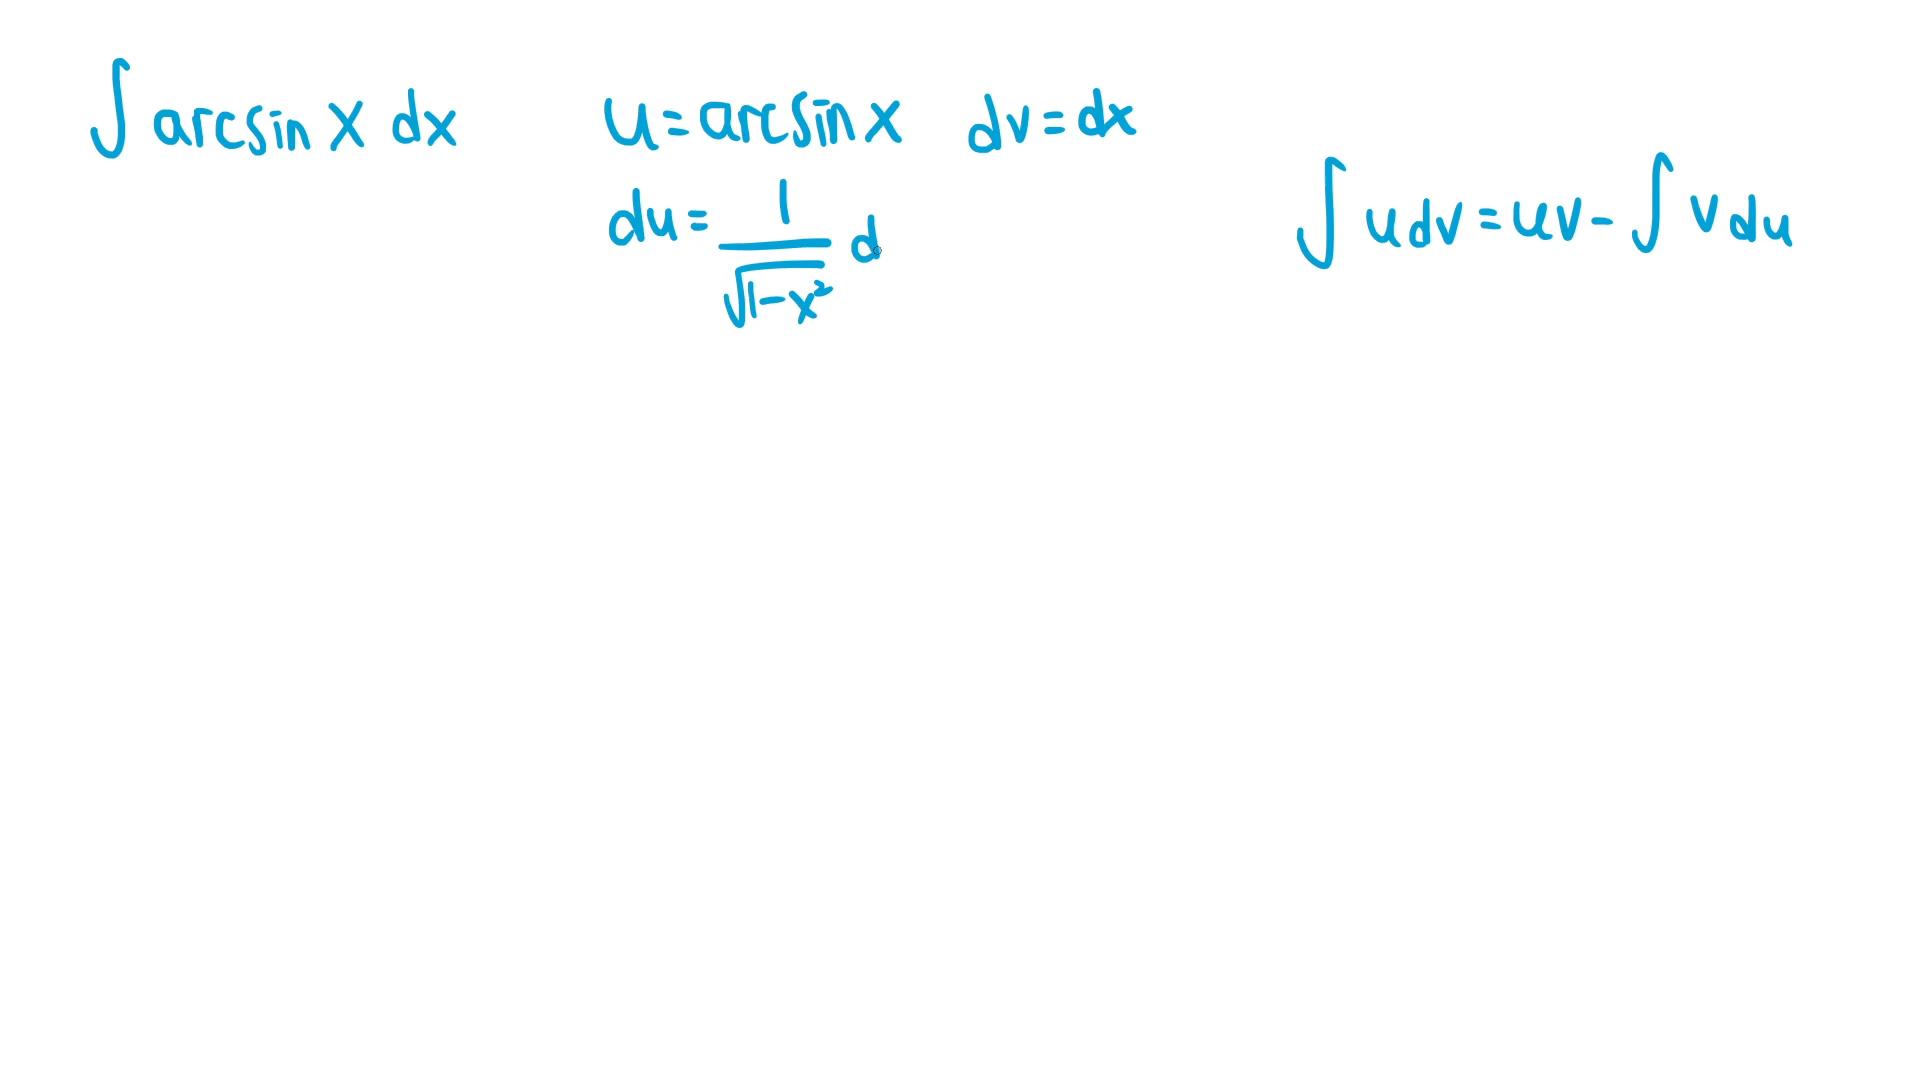 ∫ arcsin x dx   u = arcsin x   dv = dx
du = 1/√(1-x²) d
∫ u dv = uv - ∫ v du